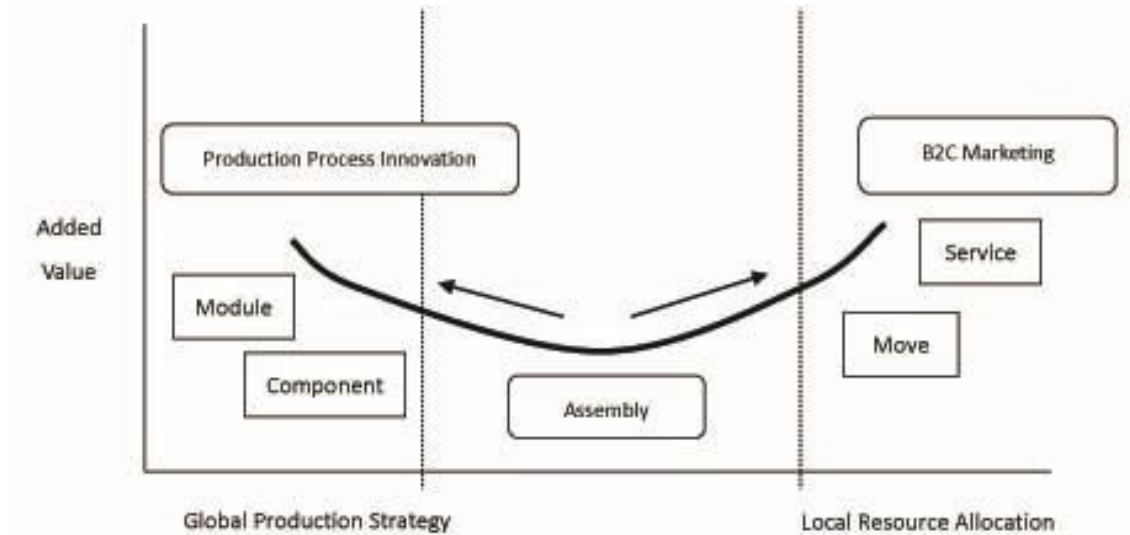 Production Process Innovation
B2C Marketing
Added
Value
Service
Module
Move
Component
Assembly
Global Production Strategy
Local Resource Allocation